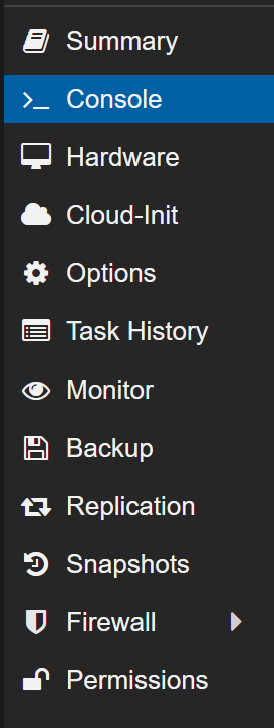 Summary
Console
Hardware
Cloud-Init
Options
Task History
Monitor
Backup
Replication
Snapshots
Firewall
Permissions